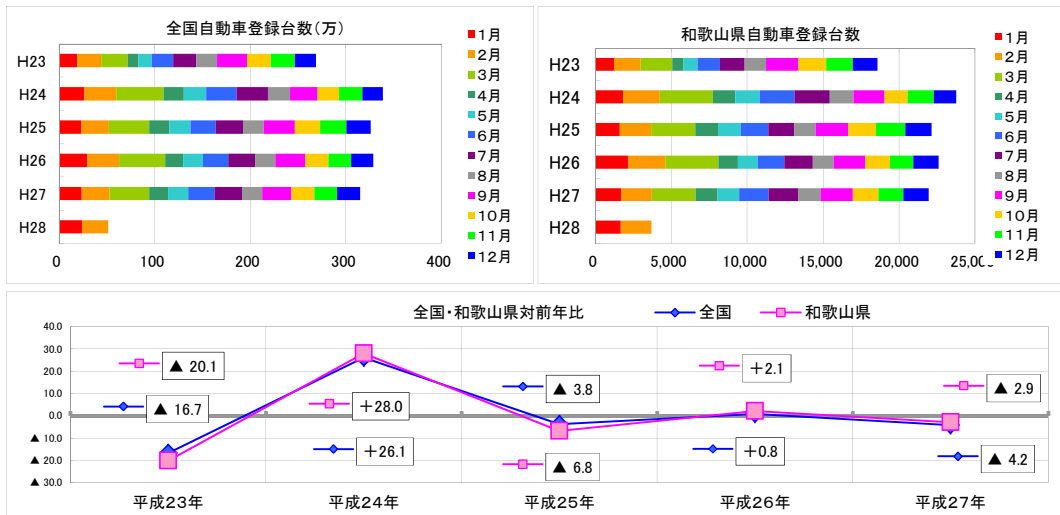 全国自動車登録台数（万）
H23
H24
H25
H26
H27
H28
0
100
200
300
400
1月
2月
3月
4月
5月
6月
7月
8月
9月
10月
11月
12月
和歌山県自動車登録台数
H23
H24
H25
H26
H27
H28
0
5,000
10,000
15,000
20,000
1月
2月
3月
4月
5月
6月
7月
8月
9月
10月
11月
12月
全国・和歌山県対前年比
全国
和歌山県
40.0
30.0
20.0
10.0
0.0
▲ 10.0
▲ 20.0
▲ 30.0
▲ 20.1
▲ 16.7
＋28.0
＋26.1
▲ 3.8
▲ 6.8
＋2.1
＋0.8
▲ 2.9
▲ 4.2
平成23年
平成24年
平成25年
平成26年
平成27年